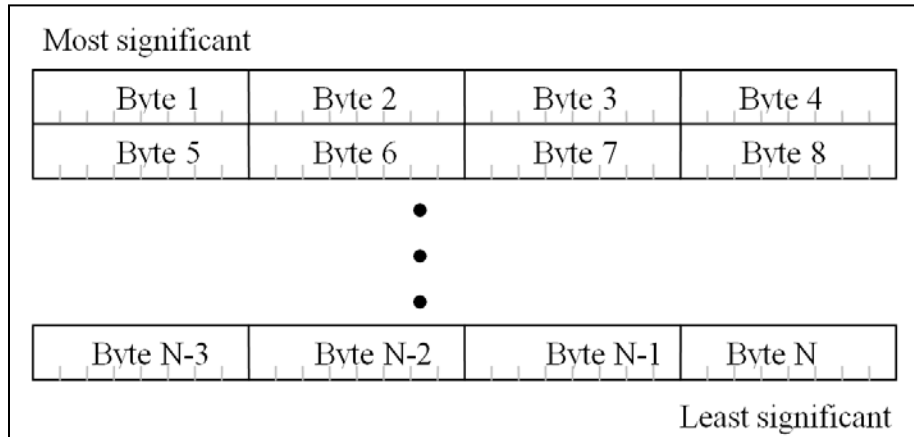 Most significant
Byte 1 Byte 2 Byte 3 Byte 4
Byte 5 Byte 6 Byte 7 Byte 8
Byte N-3 Byte N-2 Byte N-1 Byte N
Least significant